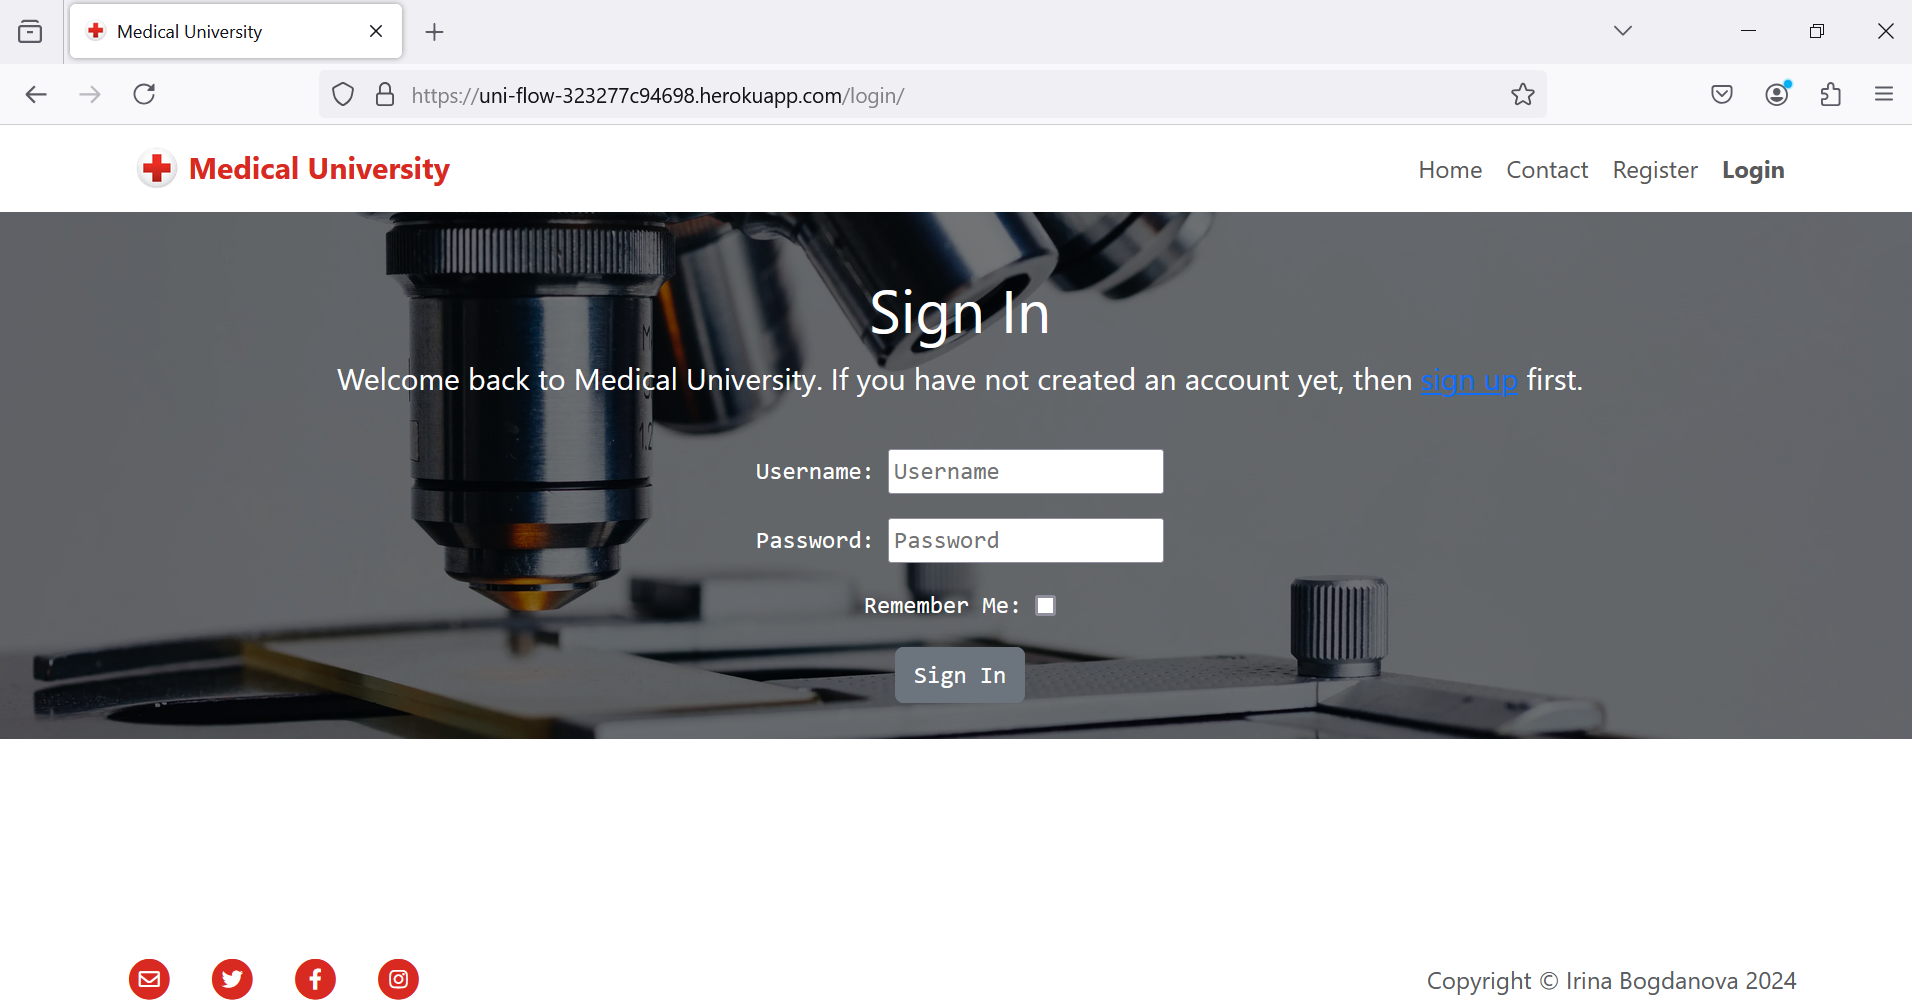 Medical University
https://uni-flow-323277c94698.herokuapp.com/login/
Medical University
Home Contact Register Login
Sign In
Welcome back to Medical University. If you have not created an account yet, then sign up first.
Username: Username
Password: Password
Remember Me:
Sign In
Copyright © Irina Bogdanova 2024